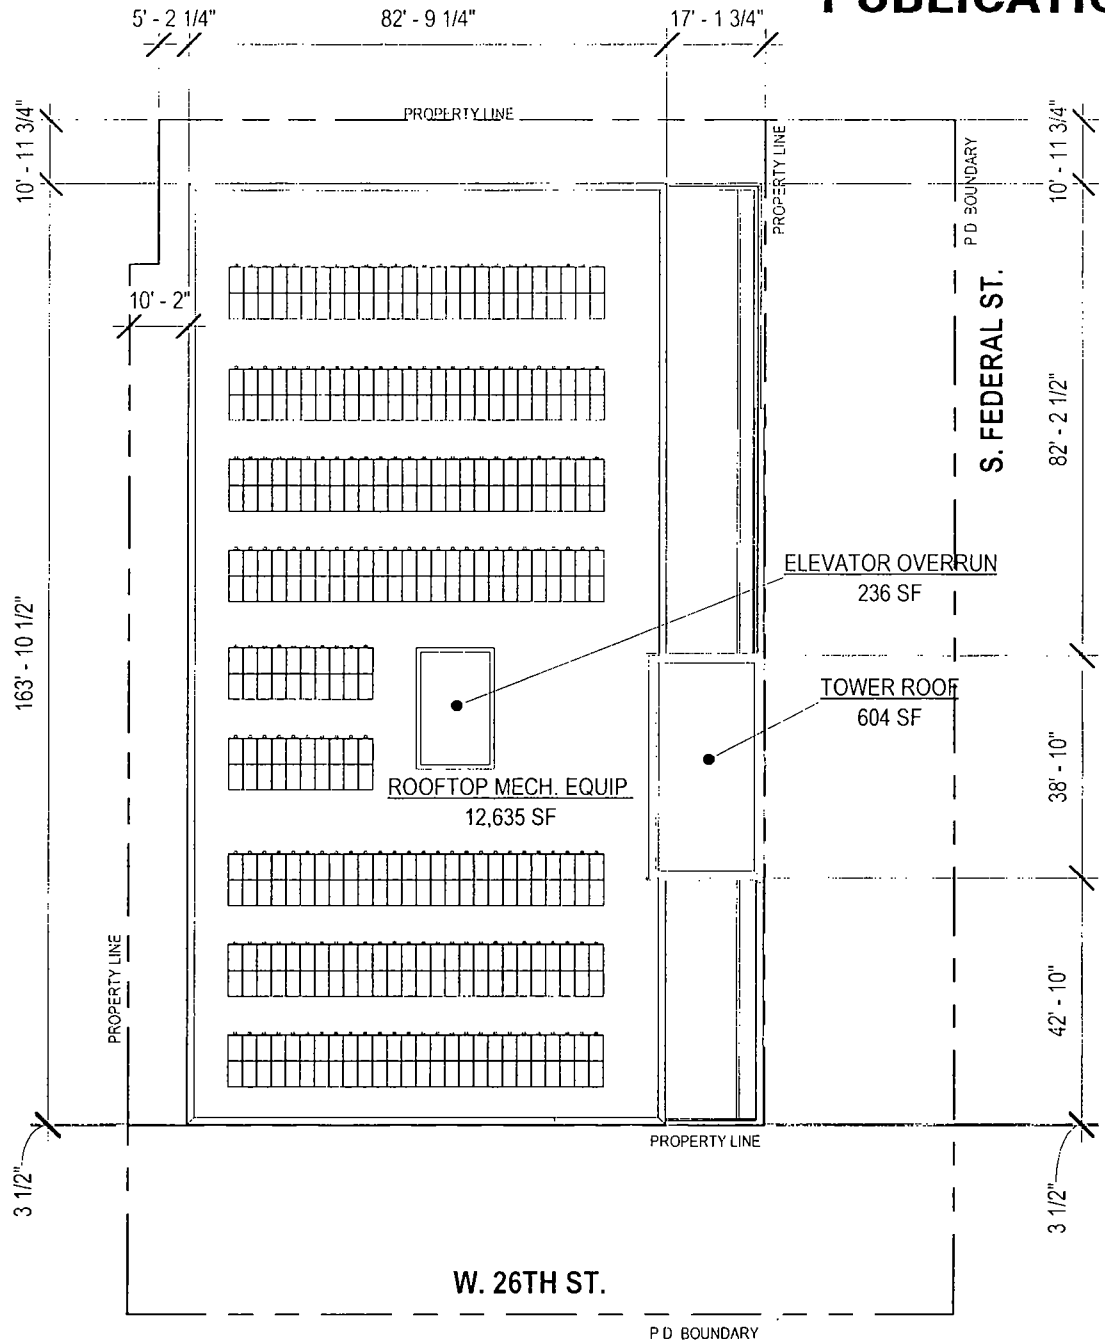 PUBLICATIO
5' - 2 1/4"
82' - 9 1/4"
17' - 1 3/4"
10' - 11 3/4"
PROPERTY LINE
PROPERTY LINE
P D BOUNDARY
10' - 11 3/4"
10' - 2"
S. FEDERAL ST.
82' - 2 1/2"
ELEVATOR OVERRUN
236 SF
163' - 10 1/2"
TOWER ROOF
604 SF
38' - 10"
ROOFTOP MECH. EQUIP
12,635 SF
PROPERTY LINE
42' - 10"
PROPERTY LINE
3 1/2"
3 1/2"
W. 26TH ST.
P D BOUNDARY